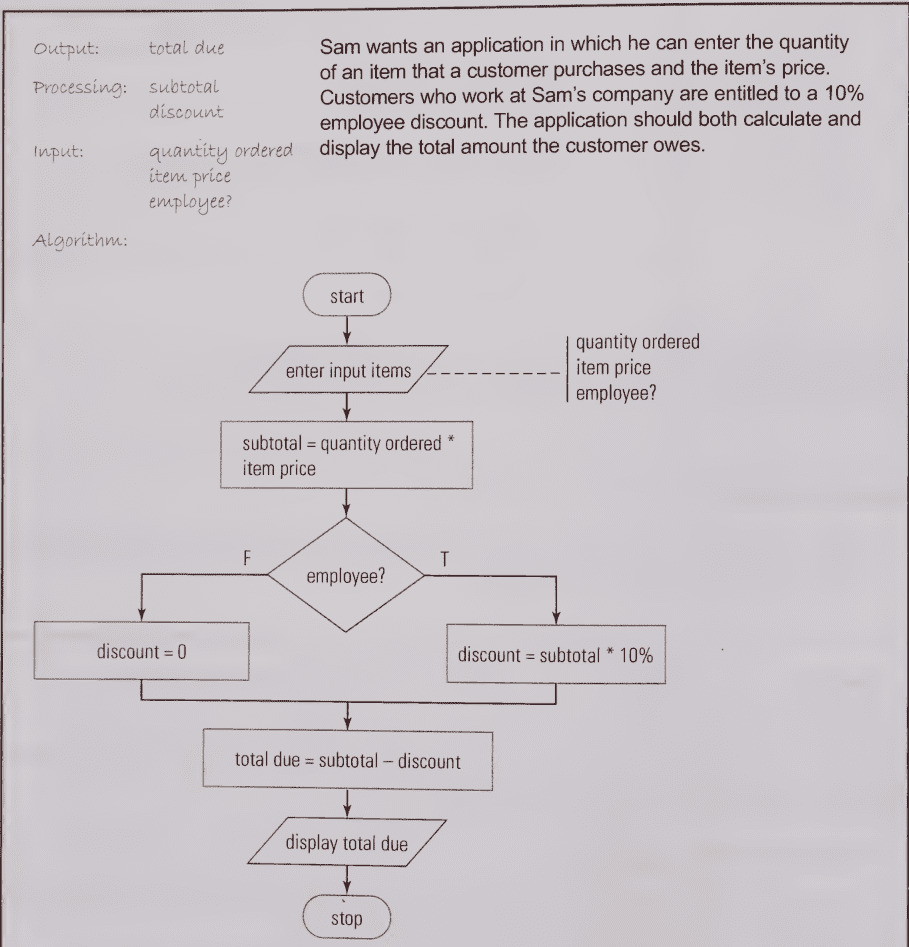 Output: total due
Processing: subtotal
discount
Input: quantity ordered
item price
employee?
Algorithm:
Sam wants an application in which he can enter the quantity
of an item that a customer purchases and the item's price.
Customers who work at Sam's company are entitled to a 10%
employee discount. The application should both calculate and
display the total amount the customer owes.
start
enter input items
quantity ordered
item price
employee?
subtotal = quantity ordered *
item price
F
employee?
T
discount = 0
discount = subtotal * 10%
total due = subtotal – discount
display total due
stop